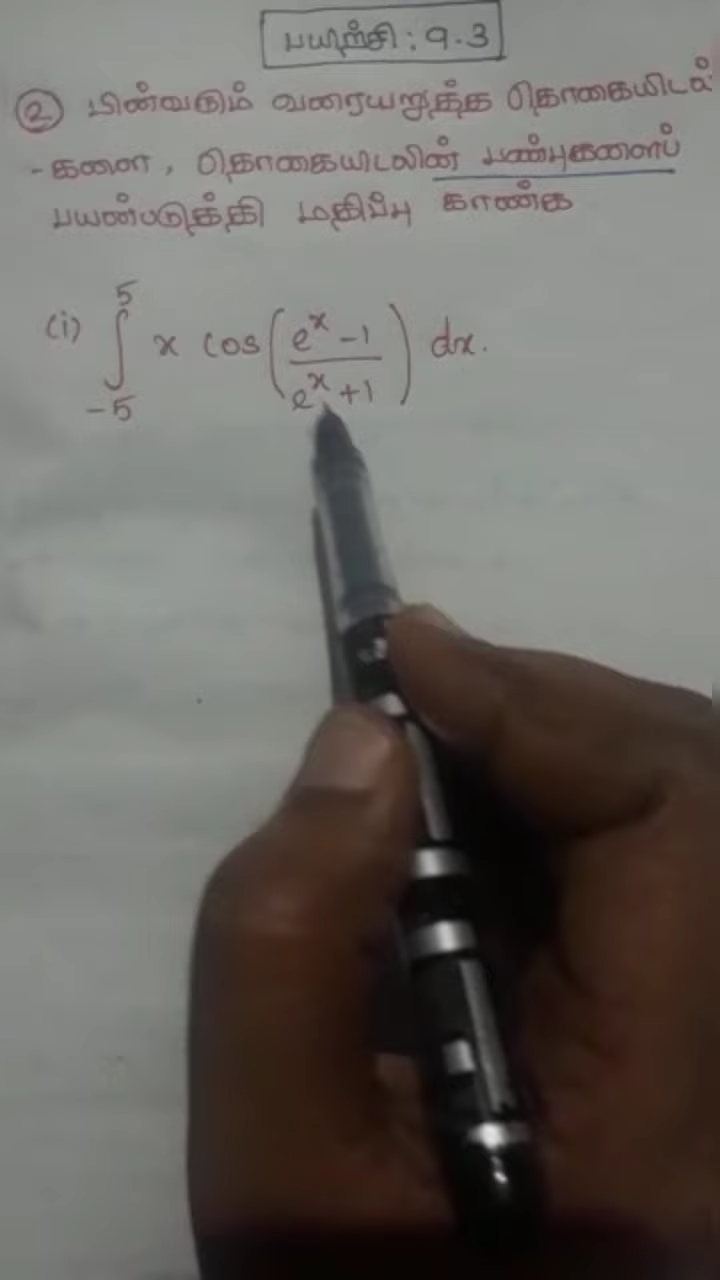 பயிற்சி : 9.3
② பின்வரும் வரையறுத்த தொகையிடல்
-களை, தொகையிடலின் பண்புகளைப்
பயன்படுத்தி மதிப்பு காண்க
(i) ∫_{-5}^{5} x cos((e^x - 1)/(e^x + 1)) dx.